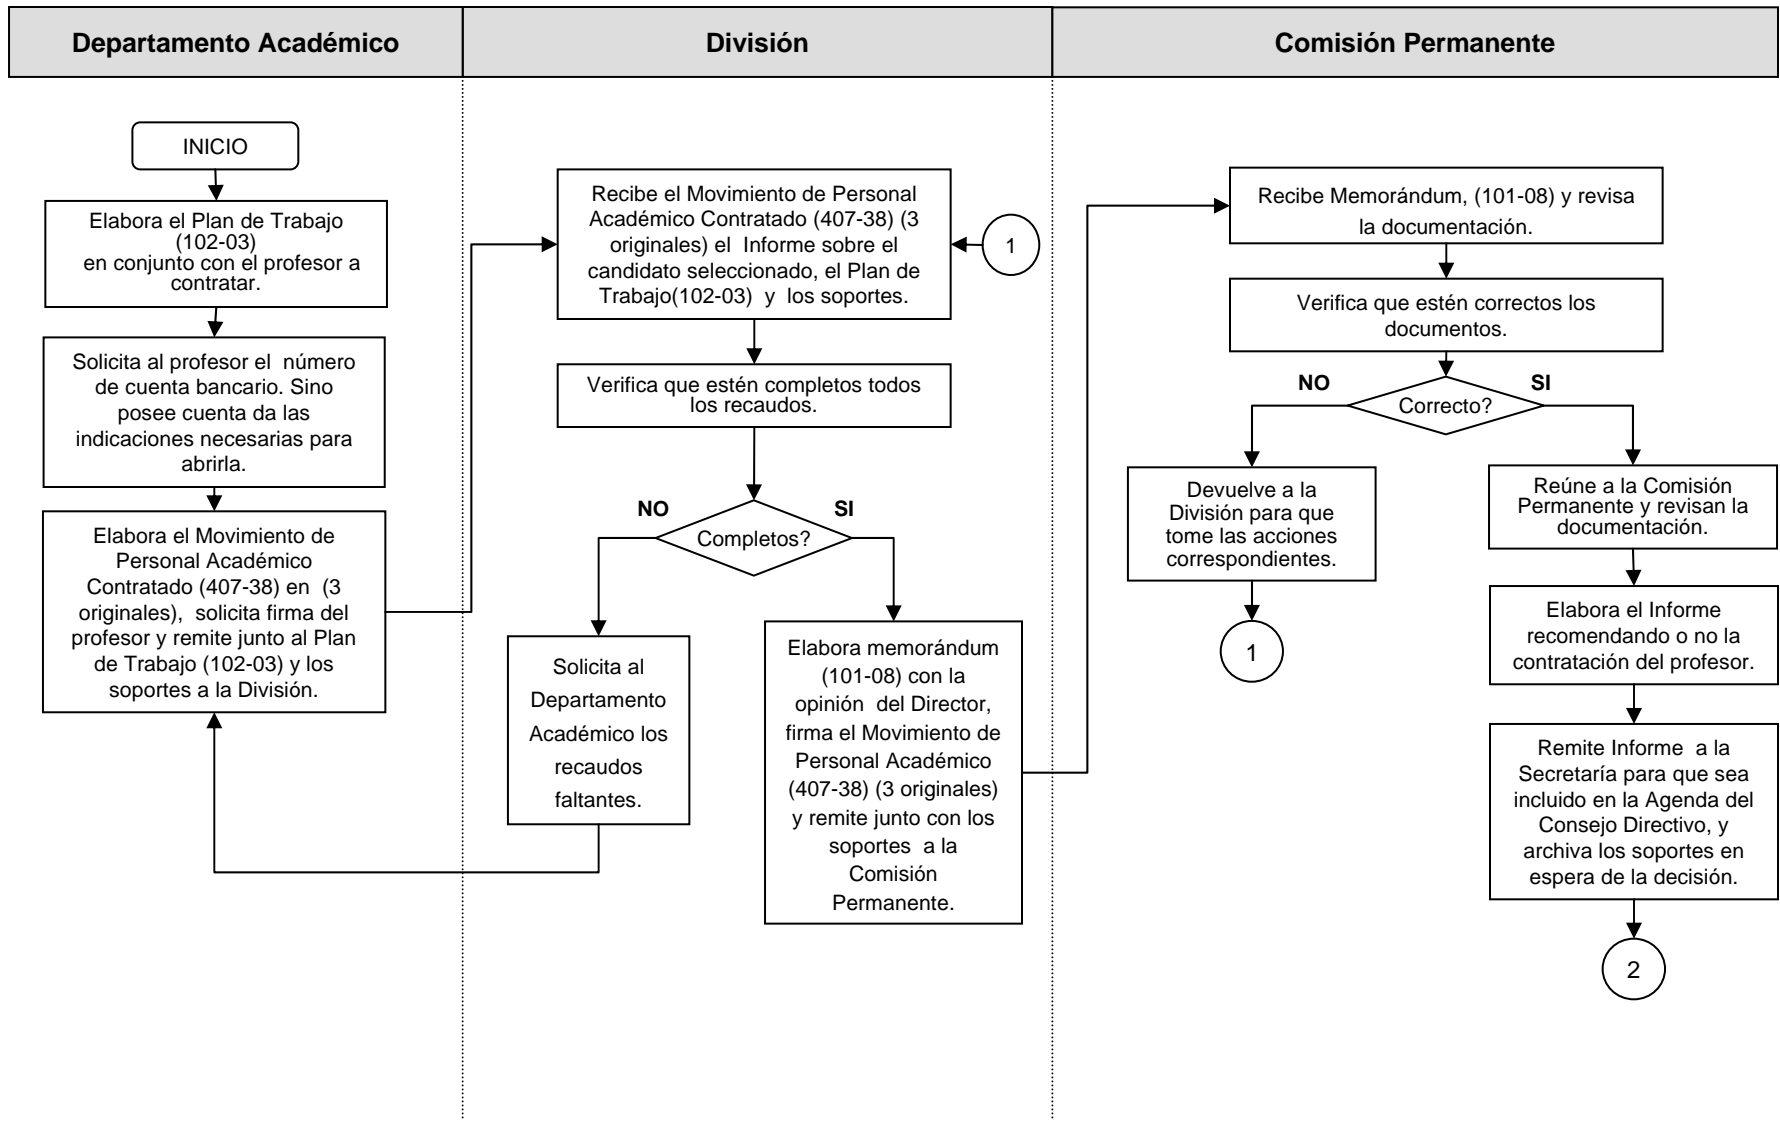 Departamento Académico
División
Comisión Permanente
INICIO
Elabora el Plan de Trabajo
(102-03)
en conjunto con el profesor a
contratar.
Solicita al profesor el número
de cuenta bancario. Sino
posee cuenta da las
indicaciones necesarias para
abrirla.
Elabora el Movimiento de
Personal Académico
Contratado (407-38) en (3
originales), solicita firma del
profesor y remite junto al Plan
de Trabajo (102-03) y los
soportes a la División.
Recibe el Movimiento de Personal
Académico Contratado (407-38) (3
originales) el Informe sobre el
candidato seleccionado, el Plan de
Trabajo(102-03) y los soportes.
1
Verifica que estén completos todos
los recaudos.
NO
SI
Completos?
Solicita al
Departamento
Académico los
recaudos
faltantes.
Elabora memorándum
(101-08) con la
opinión del Director,
firma el Movimiento de
Personal Académico
(407-38) (3 originales)
y remite junto con los
soportes a la
Comisión
Permanente.
Recibe Memorándum, (101-08) y revisa
la documentación.
Verifica que estén correctos los
documentos.
NO
SI
Correcto?
Devuelve a la
División para que
tome las acciones
correspondientes.
1
Reúne a la Comisión
Permanente y revisan la
documentación.
Elabora el Informe
recomendando o no la
contratación del profesor.
Remite Informe a la
Secretaría para que sea
incluido en la Agenda del
Consejo Directivo, y
archiva los soportes en
espera de la decisión.
2